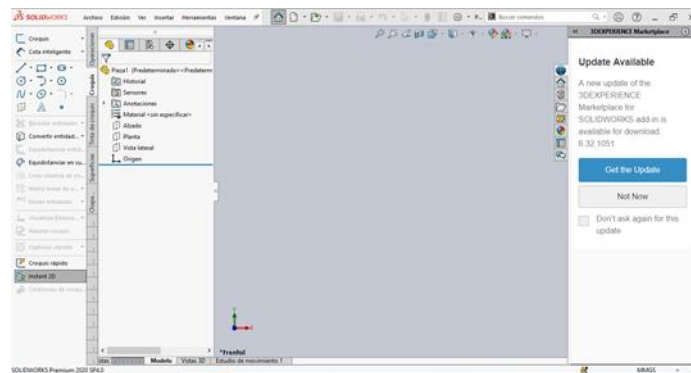 SOLIDWORKS Archivo Edición Ver Insertar Herramientas Ventana
Buscar comandos
3DEXPERIENCE Marketplace
Croquis
Cota inteligente
Operaciones
Croquis
Superficies
Chapa
Convertir entidad...
Equidistanciar en su...
Croquis rápido
Instant 2D
Pieza1 (Predeterminado<<Predeterm
Historial
Sensores
Anotaciones
Material <sin especificar>
Alzado
Planta
Vista lateral
Origen
Update Available
A new update of the
3DEXPERIENCE
Marketplace for
SOLIDWORKS add-in is
available for download
6.32.1051
Get the Update
Not Now
Don't ask again for this
update
*Frontal
Modelo Vistas 3D Estudio de movimiento 1
SOLIDWORKS Premium 2020 SP4.0
MMGS